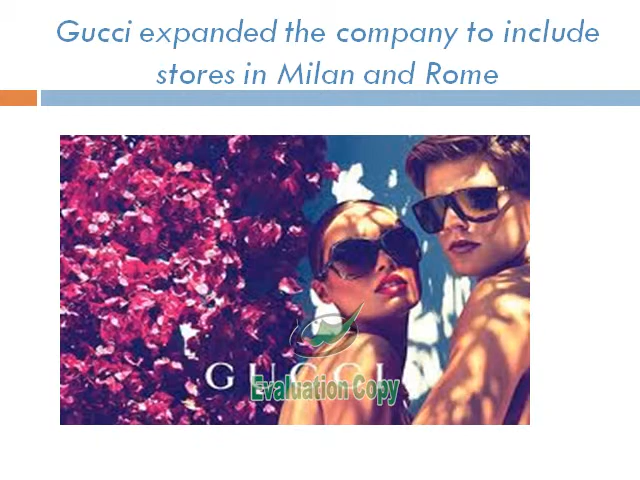 Gucci expanded the company to include
stores in Milan and Rome
GUCCI
Evaluation Copy